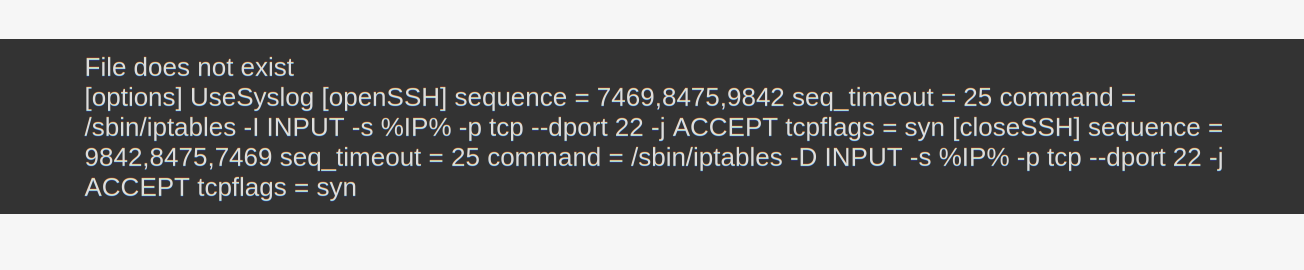 File does not exist
[options] UseSyslog [openSSH] sequence = 7469,8475,9842 seq_timeout = 25 command =
/sbin/iptables -I INPUT -s %IP% -p tcp --dport 22 -j ACCEPT tcpflags = syn [closeSSH] sequence =
9842,8475,7469 seq_timeout = 25 command = /sbin/iptables -D INPUT -s %IP% -p tcp --dport 22 -j
ACCEPT tcpflags = syn